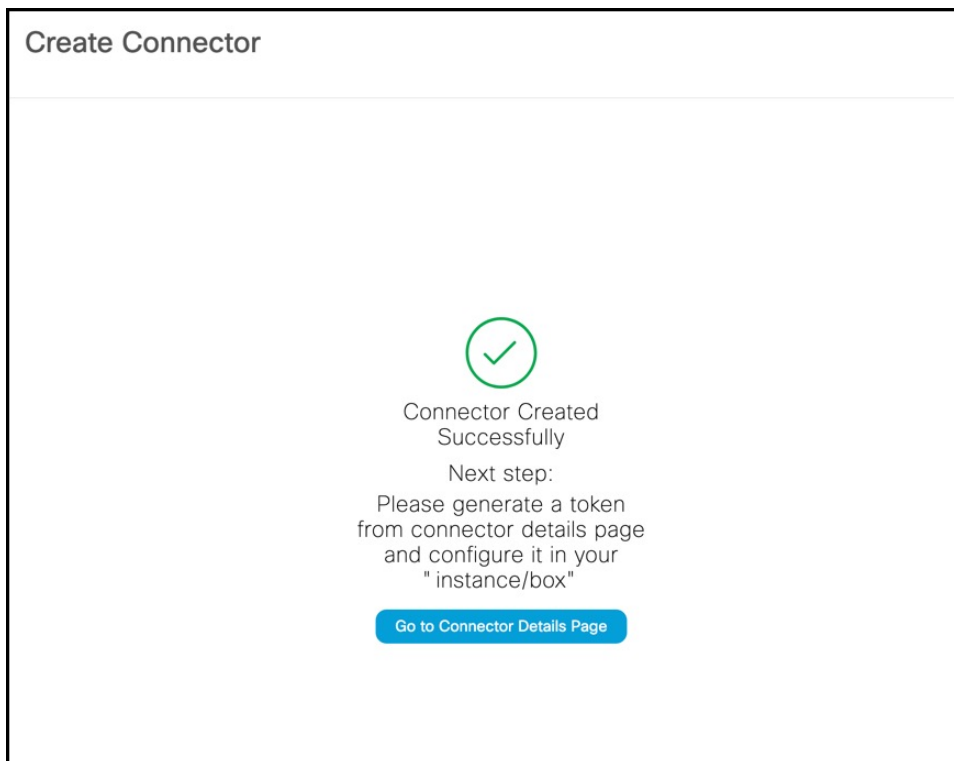 Create Connector
Connector Created
Successfully
Next step:
Please generate a token
from connector details page
and configure it in your
" instance/box"
Go to Connector Details Page